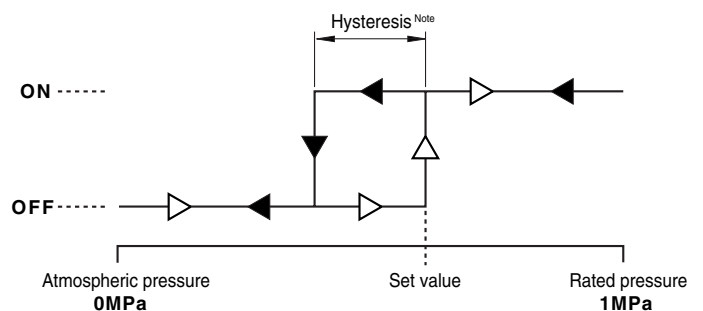 Hysteresis Note
ON
OFF
Atmospheric pressure
0MPa
Set value
Rated pressure
1MPa